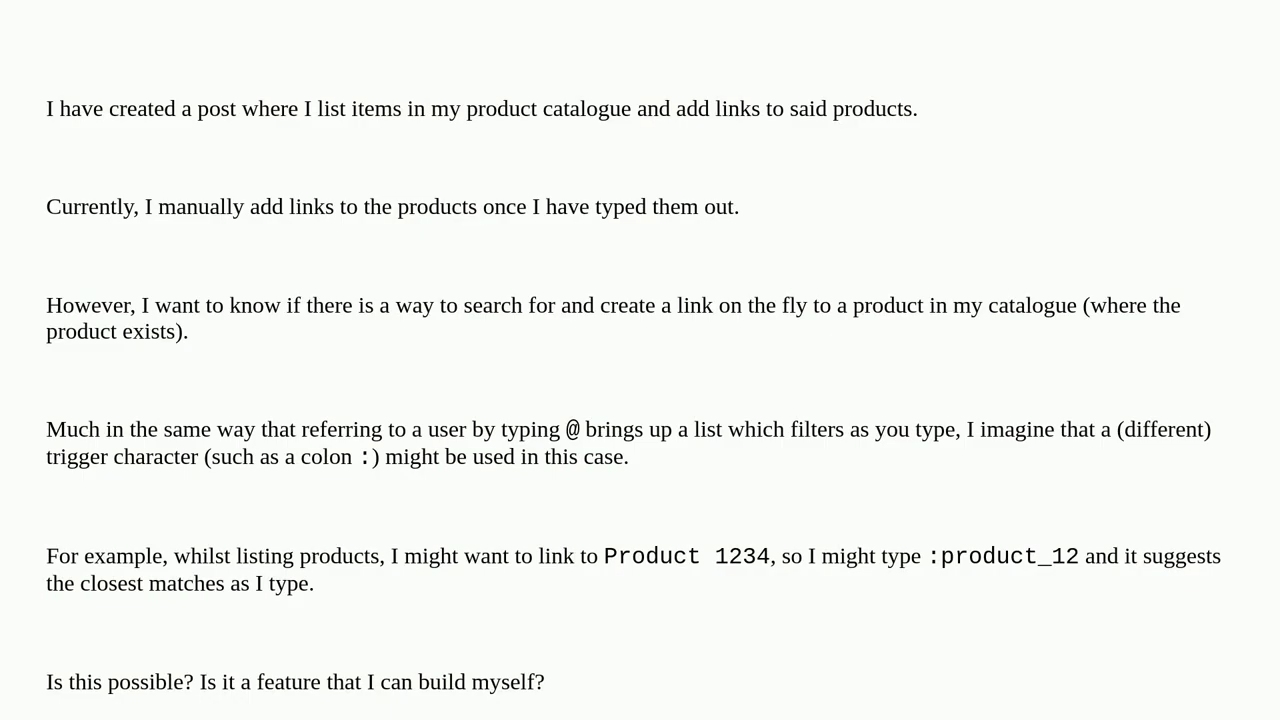 I have created a post where I list items in my product catalogue and add links to said products.
Currently, I manually add links to the products once I have typed them out.
However, I want to know if there is a way to search for and create a link on the fly to a product in my catalogue (where the
product exists).
Much in the same way that referring to a user by typing @ brings up a list which filters as you type, I imagine that a (different)
trigger character (such as a colon :) might be used in this case.
For example, whilst listing products, I might want to link to Product 1234, so I might type :product_12 and it suggests
the closest matches as I type.
Is this possible? Is it a feature that I can build myself?